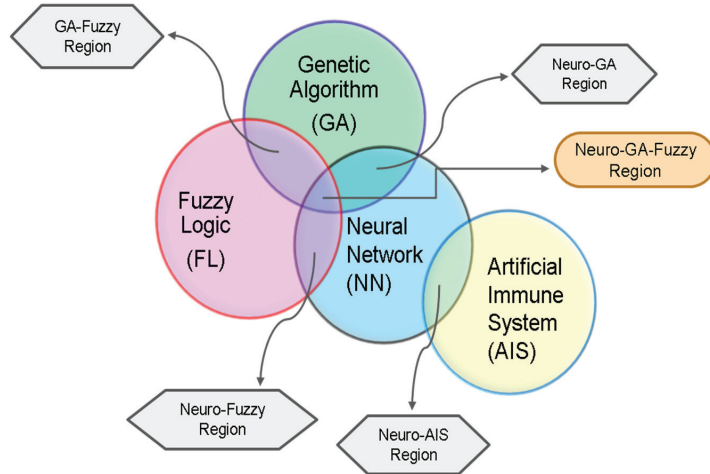 GA-Fuzzy
Region
Genetic
Algorithm
(GA)
Neuro-GA
Region
Neuro-GA-Fuzzy
Region
Fuzzy
Logic
(FL)
Neural
Network
(NN)
Artificial
Immune
System
(AIS)
Neuro-Fuzzy
Region
Neuro-AIS
Region